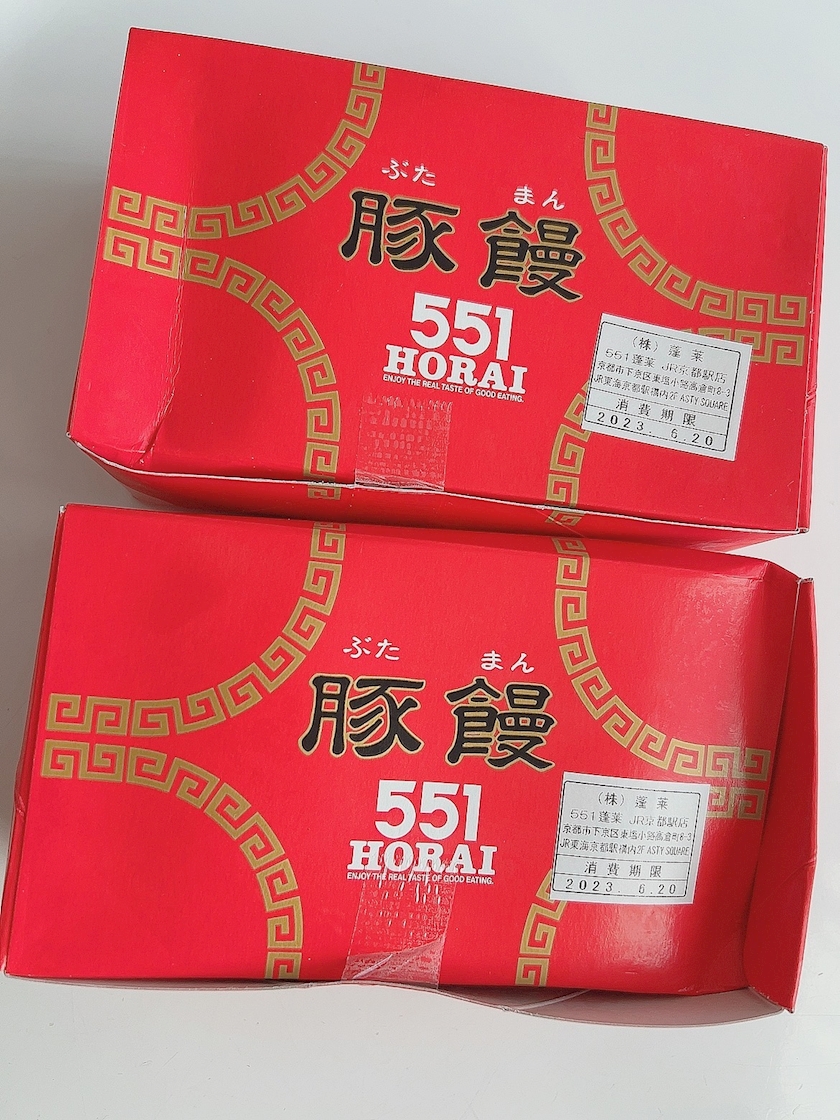 ぶた
まん
豚饅
551
HORAI
ENJOY THE REAL TASTE OF GOOD EATING.
(株) 蓬莱
551蓬莱 JR京都駅店
京都市下京区東塩小路高倉町8-3
JR東海京都駅構内2F ASTY SQUARE
消費期限
2023. 6.20
ぶた
まん
豚饅
551
HORAI
ENJOY THE REAL TASTE OF GOOD EATING.
(株) 蓬莱
551蓬莱 JR京都駅店
京都市下京区東塩小路高倉町8-3
JR東海京都駅構内2F ASTY SQUARE
消費期限
2023. 6.20